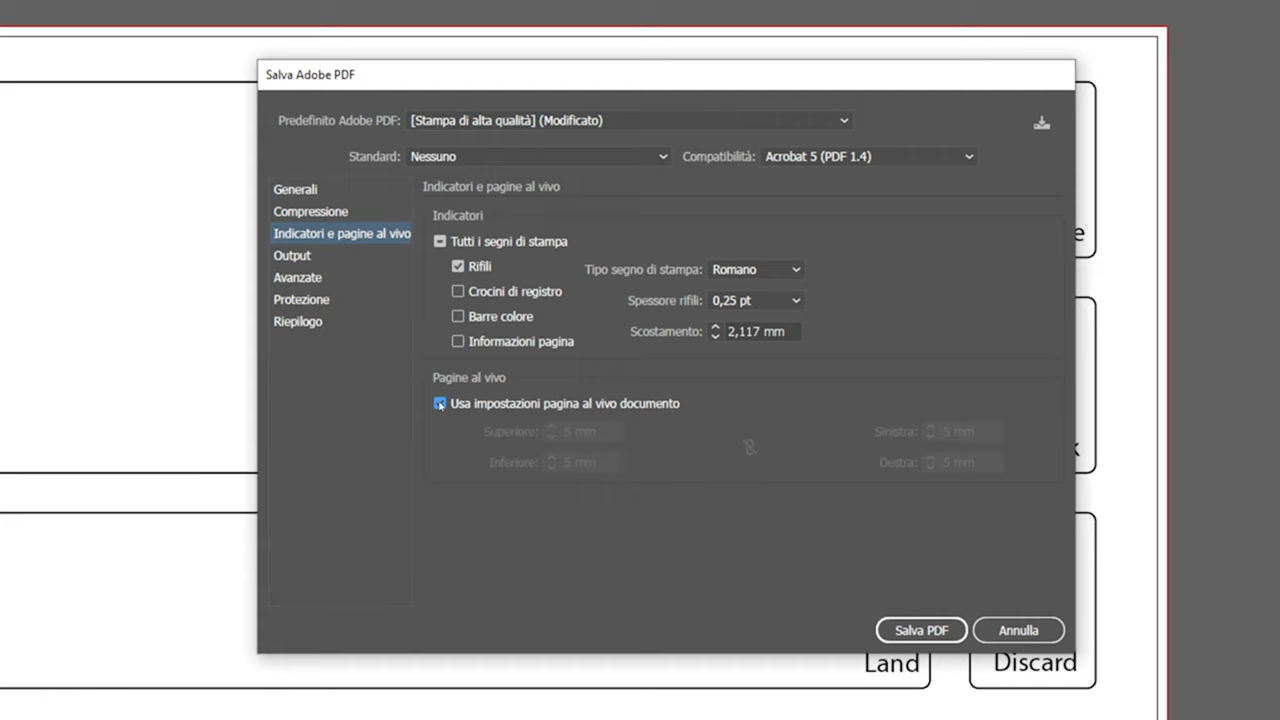 Salva Adobe PDF
Predefinito Adobe PDF: [Stampa di alta qualità] (Modificato)
Standard: Nessuno Compatibilità: Acrobat 5 (PDF 1.4)
Generali
Compressione
Indicatori e pagine al vivo
Output
Avanzate
Protezione
Riepilogo
Indicatori e pagine al vivo
Indicatori
Tutti i segni di stampa
Rifili
Crocini di registro
Barre colore
Informazioni pagina
Tipo segno di stampa: Romano
Spessore rifili: 0,25 pt
Scostamento: 2,117 mm
Pagine al vivo
Usa impostazioni pagina al vivo documento
Superiore: 5 mm Sinistra: 5 mm
Inferiore: 5 mm Destra: 5 mm
Salva PDF Annulla
e
k
Land Discard